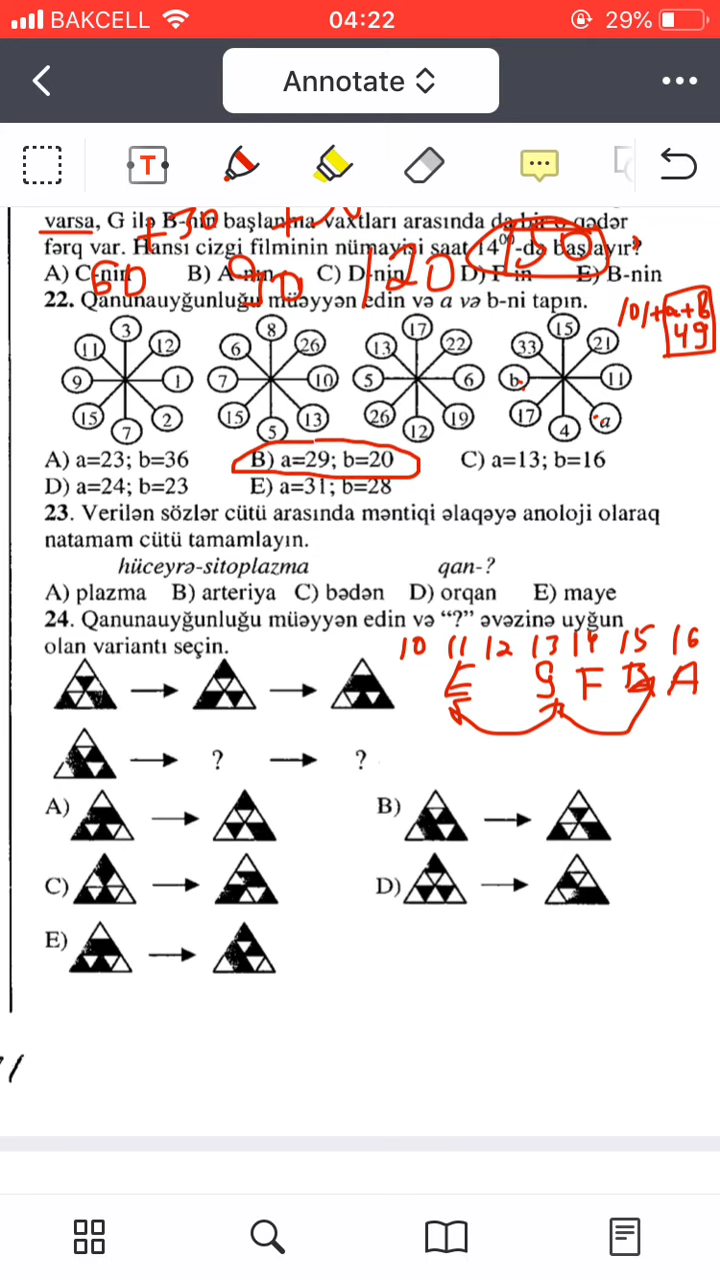 BAKCELL 04:22 29%
Annotate
T
varsa, G ilə B-nin başlanma vaxtları arasında da bir o qədər
+30
fərq var. Hansı cizgi filminin nümayişi saat 14⁰⁰-da başlayır?
150
A) C-nin B) A-nın C) D-nin D) F-in E) B-nin
60 90 120
22. Qanunauyğunluğu müəyyən edin və a və b-ni tapın.
101+a+b
49
3 8 17 15
11 12 6 26 13 22 33 21
9 1 7 10 5 6 b 11
15 2 15 13 26 19 17 a
7 5 12 4
A) a=23; b=36 B) a=29; b=20 C) a=13; b=16
D) a=24; b=23 E) a=31; b=28
23. Verilən sözlər cütü arasında məntiqi əlaqəyə anoloji olaraq
natamam cütü tamamlayın.
hüceyrə-sitoplazma qan-?
A) plazma B) arteriya C) bədən D) orqan E) maye
24. Qanunauyğunluğu müəyyən edin və “?” əvəzinə uyğun
olan variantı seçin.
10 11 12 13 14 15 16
E G F B A
? ?
A) B)
C) D)
E)